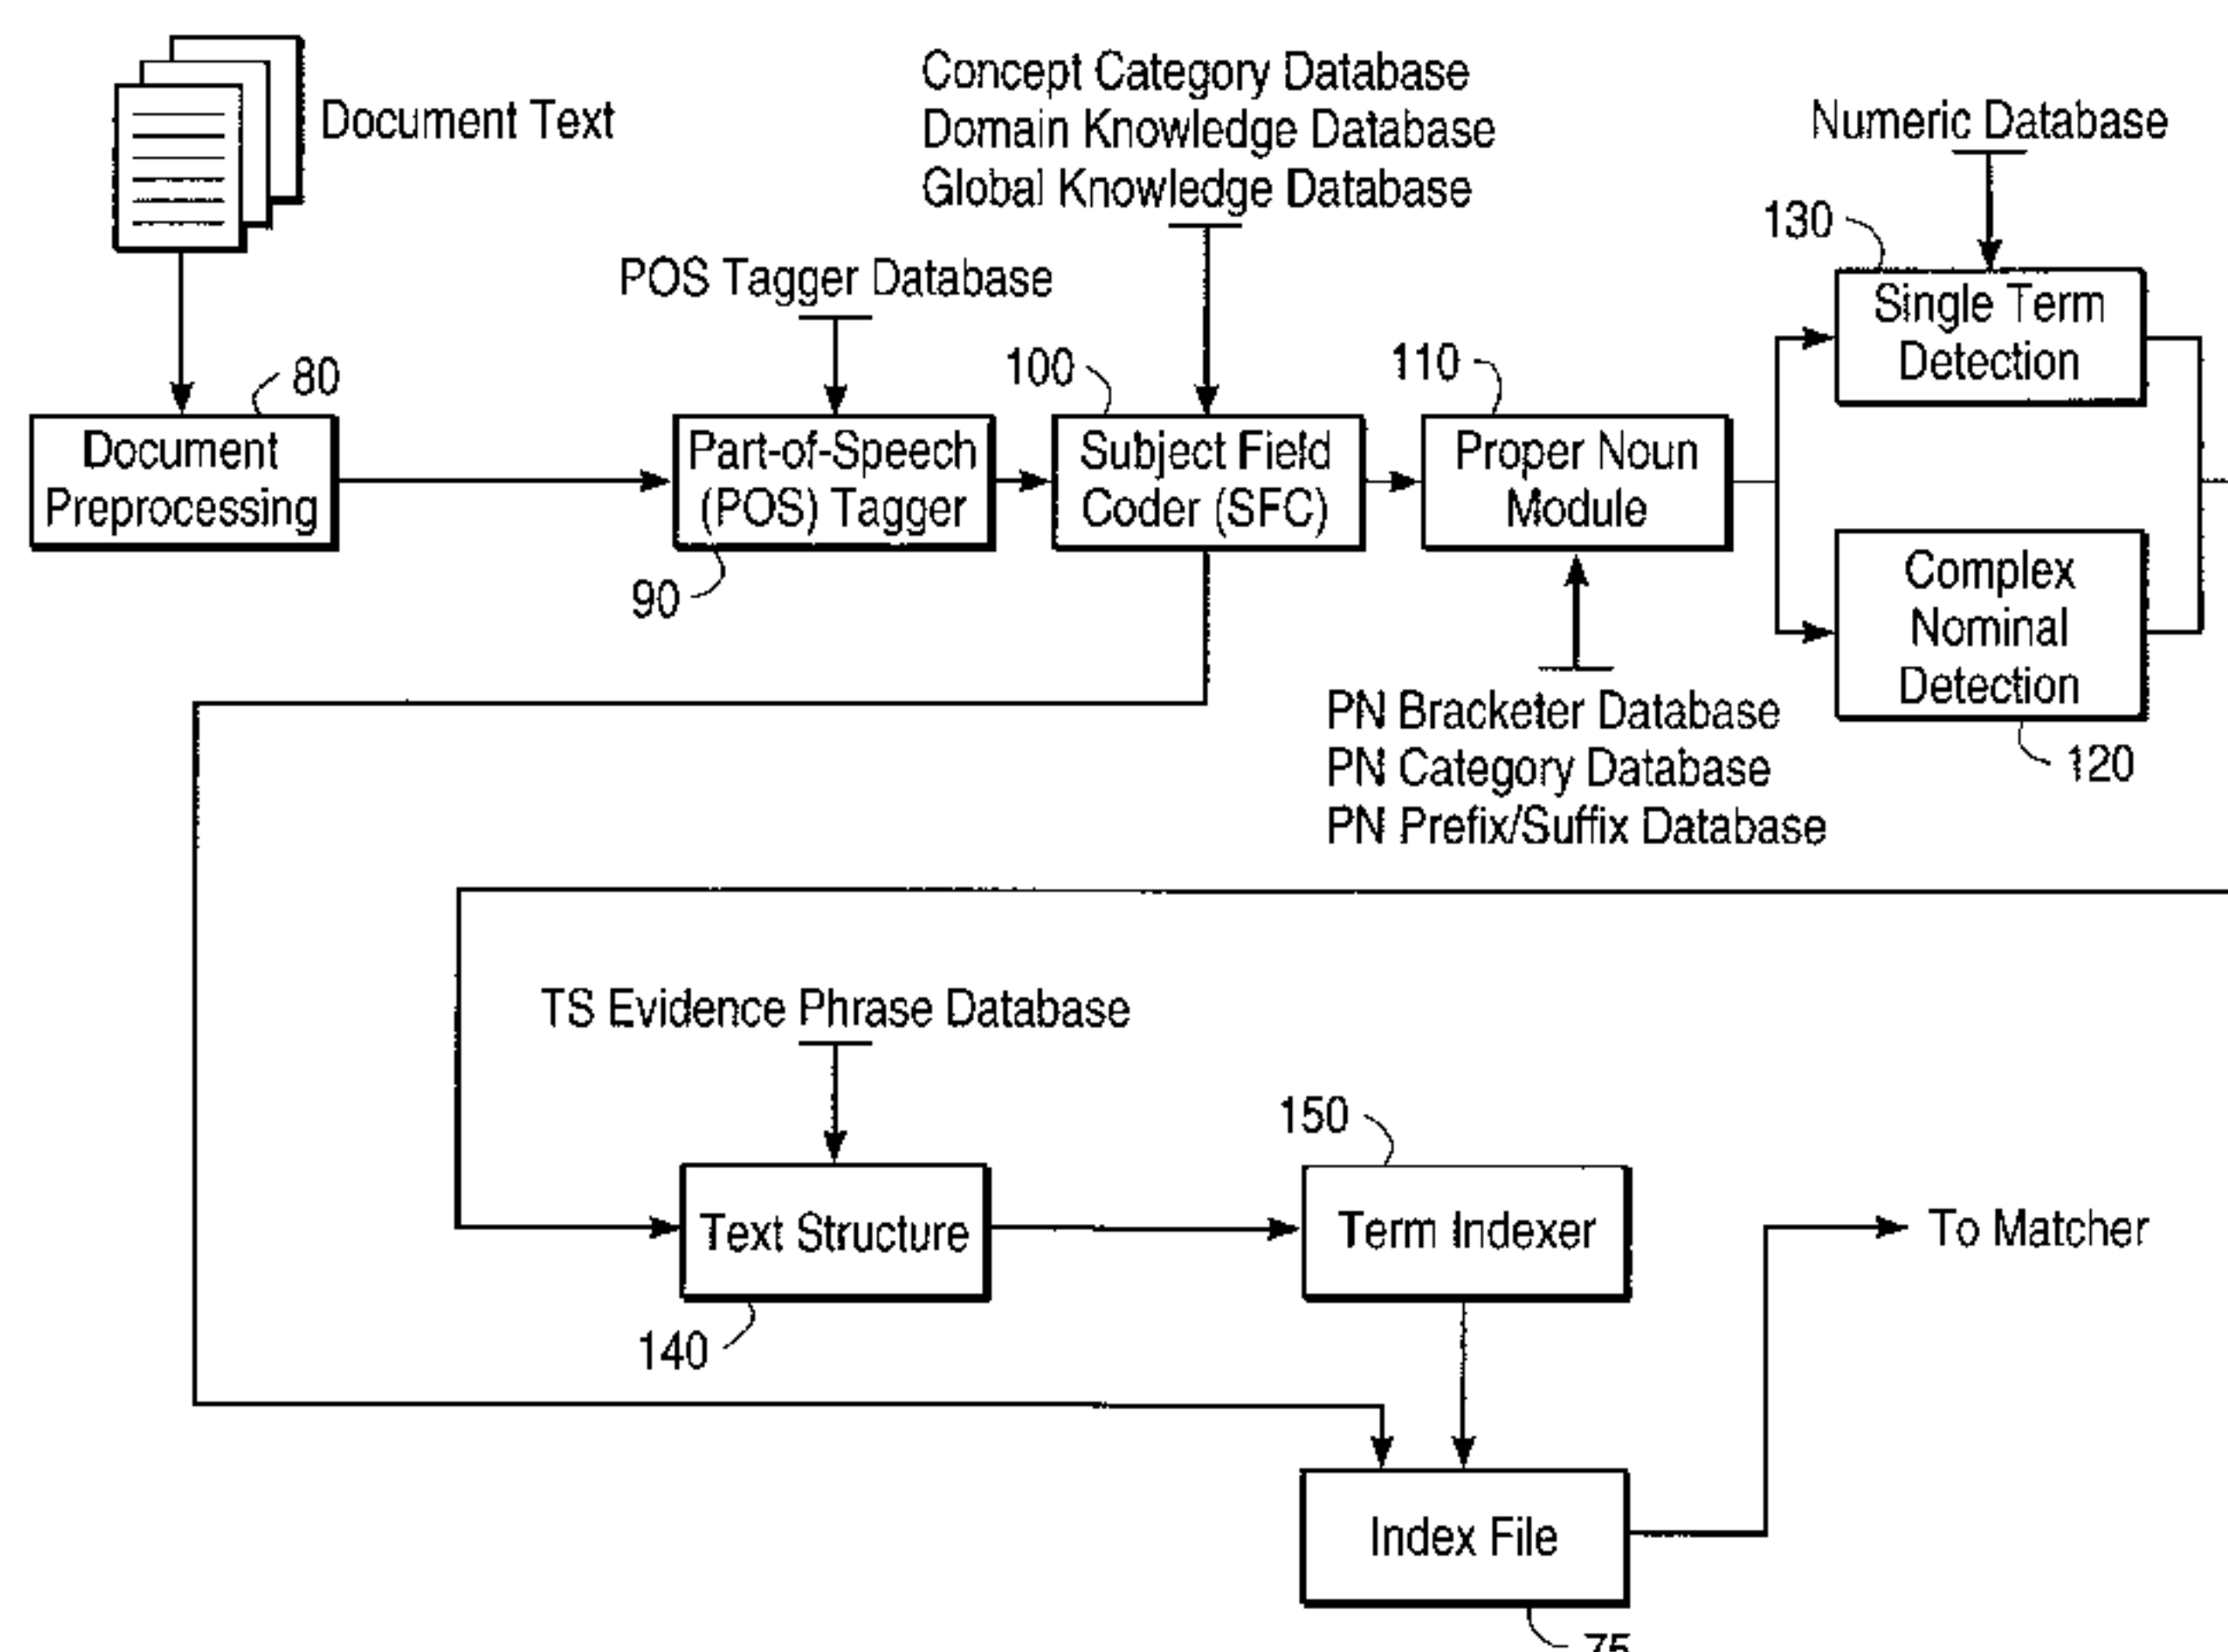 Document Text
Concept Category Database
Domain Knowledge Database
Global Knowledge Database
Numeric Database
POS Tagger Database
130
80
100
110
Single Term
Detection
Document
Preprocessing
Part-of-Speech
(POS) Tagger
Subject Field
Coder (SFC)
Proper Noun
Module
Complex
Nominal
Detection
90
120
PN Bracketer Database
PN Category Database
PN Prefix/Suffix Database
TS Evidence Phrase Database
150
Text Structure
Term Indexer
To Matcher
140
Index File
75